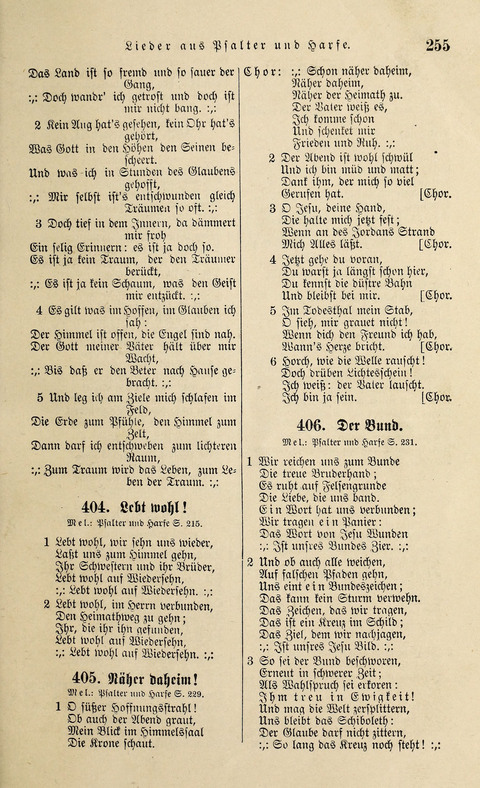 Lieder aus Psalter und Harfe. 255
Das Land ist so fremd und so sauer der
Gang,
:,: Doch wandr' ich getrost und doch ist
mir nicht bang. :,:
2 Kein Aug hat's gesehen, kein Ohr hat's
gehört,
Was Gott in den Höhen den Seinen be-
scheert.
Und was ich in Stunden des Glaubens
gehofft,
:,: Mir selbst ist's entschwunden gleich
Träumen so oft. :,:
3 Doch tief in dem Innern, da dämmert
mir froh
Ein selig Erinnern: es ist ja doch so.
Es ist ja kein Traum, der den Träumer
berückt,
:,: Es ist ja kein Schaum, was den Geist
mir entzückt. :,:
4 Es gilt was im Hoffen, im Glauben ich
sah:
Der Himmel ist offen, die Engel sind nah.
Der Gott meiner Väter hält über mir
Wacht,
:,: Bis daß er den Beter nach Hause ge-
bracht. :,:
5 Und leg ich am Ziele mich schlafen im
Feld,
Die Erde zum Pfühle, den Himmel zum
Zelt,
Dann darf ich entschweben zum lichteren
Raum,
:,: Zum Traum wird das Leben, zum Le-
ben der Traum. :,:
404. Lebt wohl!
Mel.: Psalter und Harfe S. 215.
1 Lebt wohl, wir sehn uns wieder,
Laßt uns zum Himmel gehn,
Ihr Schwestern und ihr Brüder,
Lebt wohl auf Wiedersehn,
:,: Lebt wohl auf Wiedersehn. :,:
2 Lebt wohl, im Herrn verbunden,
Den Heimathweg zu gehn;
Ihr, die ihr ihn gefunden,
Lebt wohl auf Wiedersehn,
:,: Lebt wohl auf Wiedersehn. :,:
405. Näher daheim!
Mel.: Psalter und Harfe S. 229.
1 O süßer Hoffnungsstrahl!
Ob auch der Abend graut,
Mein Blick im Himmelssaal
Die Krone schaut.
Chor: :,: Schon näher daheim,
Näher daheim,
Näher der Heimath zu.
Der Vater weiß es,
Ich komme schon
Und schenket mir
Frieden und Ruh. :,:
2 Der Abend ist wohl schwül
Und ich bin müd und matt;
Dank ihm, der mich so viel
Gerufen hat. [Chor.
3 O Jesu, deine Hand,
Die halte mich jetzt fest;
Wenn an des Jordans Strand
Mich Alles läßt. [Chor.
4 Jetzt gehe du voran,
Du warst ja längst schon hier,
Du kennst die düstre Bahn
Und bleibst bei mir. [Chor.
5 Im Todesthal mein Stab,
O sieh, mir grauet nicht!
Wenn dich den Freund ich hab,
Wann's Herze bricht. [Chor.
6 Horch, wie die Welle rauscht!
Doch drüben Lichtesschein!
Ich weiß: der Vater lauscht.
Ich bin ja sein. [Chor.
406. Der Bund.
Mel.: Psalter und Harfe S. 231.
1 Wir reichen uns zum Bunde
Die treue Bruderhand;
Es ruht auf Felsengrunde
Die Liebe, die uns band.
Ein Wort hat uns verbunden;
Wir tragen ein Panier:
Das Wort von Jesu Wunden
:,: Ist unsres Bundes Zier. :,:
2 Und ob auch alle weichen,
Auf falschen Pfaden gehn,
Uns eint ein Bundeszeichen;
Das kann kein Sturm verwehn.
Das Zeichen, das wir tragen,
Das ist ein Kreuz im Schild;
Das Ziel, dem wir nachjagen,
:,: Ist unsres Jesu Bild. :,:
3 So sei der Bund beschworen,
Erneut in schwerer Zeit;
Als Wahlspruch sei erkoren:
Ihm treu in Ewigkeit!
Und mag die Welt zersplittern,
Uns bleibt das Schiboleth:
Der Glaube darf nicht zittern,
:,: So lang das Kreuz noch steht! :,: